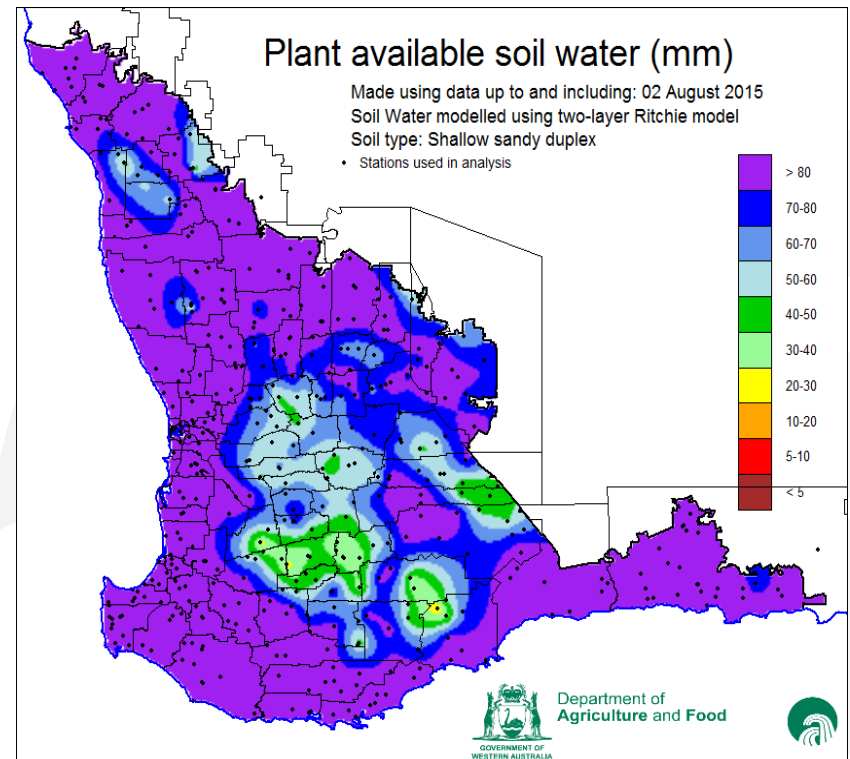 Plant available soil water (mm)
Made using data up to and including: 02 August 2015
Soil Water modelled using two-layer Ritchie model
Soil type: Shallow sandy duplex
Stations used in analysis
> 80
70-80
60-70
50-60
40-50
30-40
20-30
10-20
5-10
< 5
Department of
Agriculture and Food
GOVERNMENT OF
WESTERN AUSTRALIA